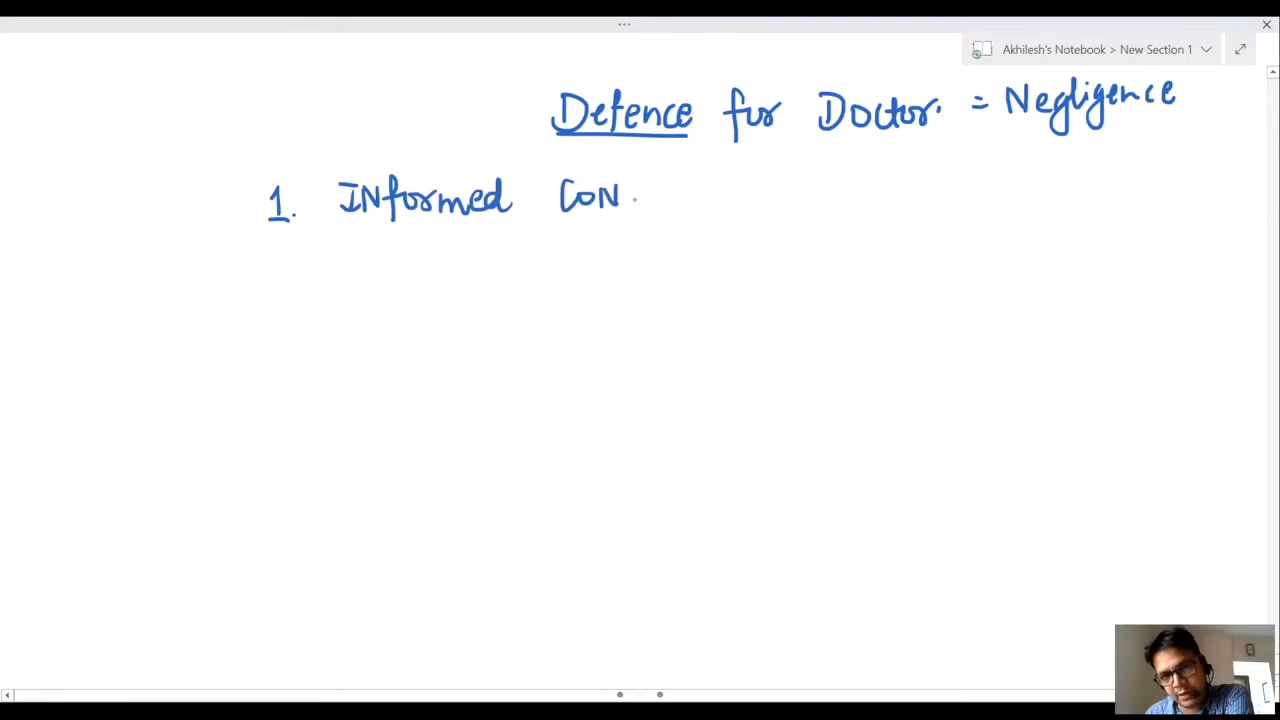 Akhilesh's Notebook > New Section 1
Defence for Doctor. = Negligence
1. INformed CON